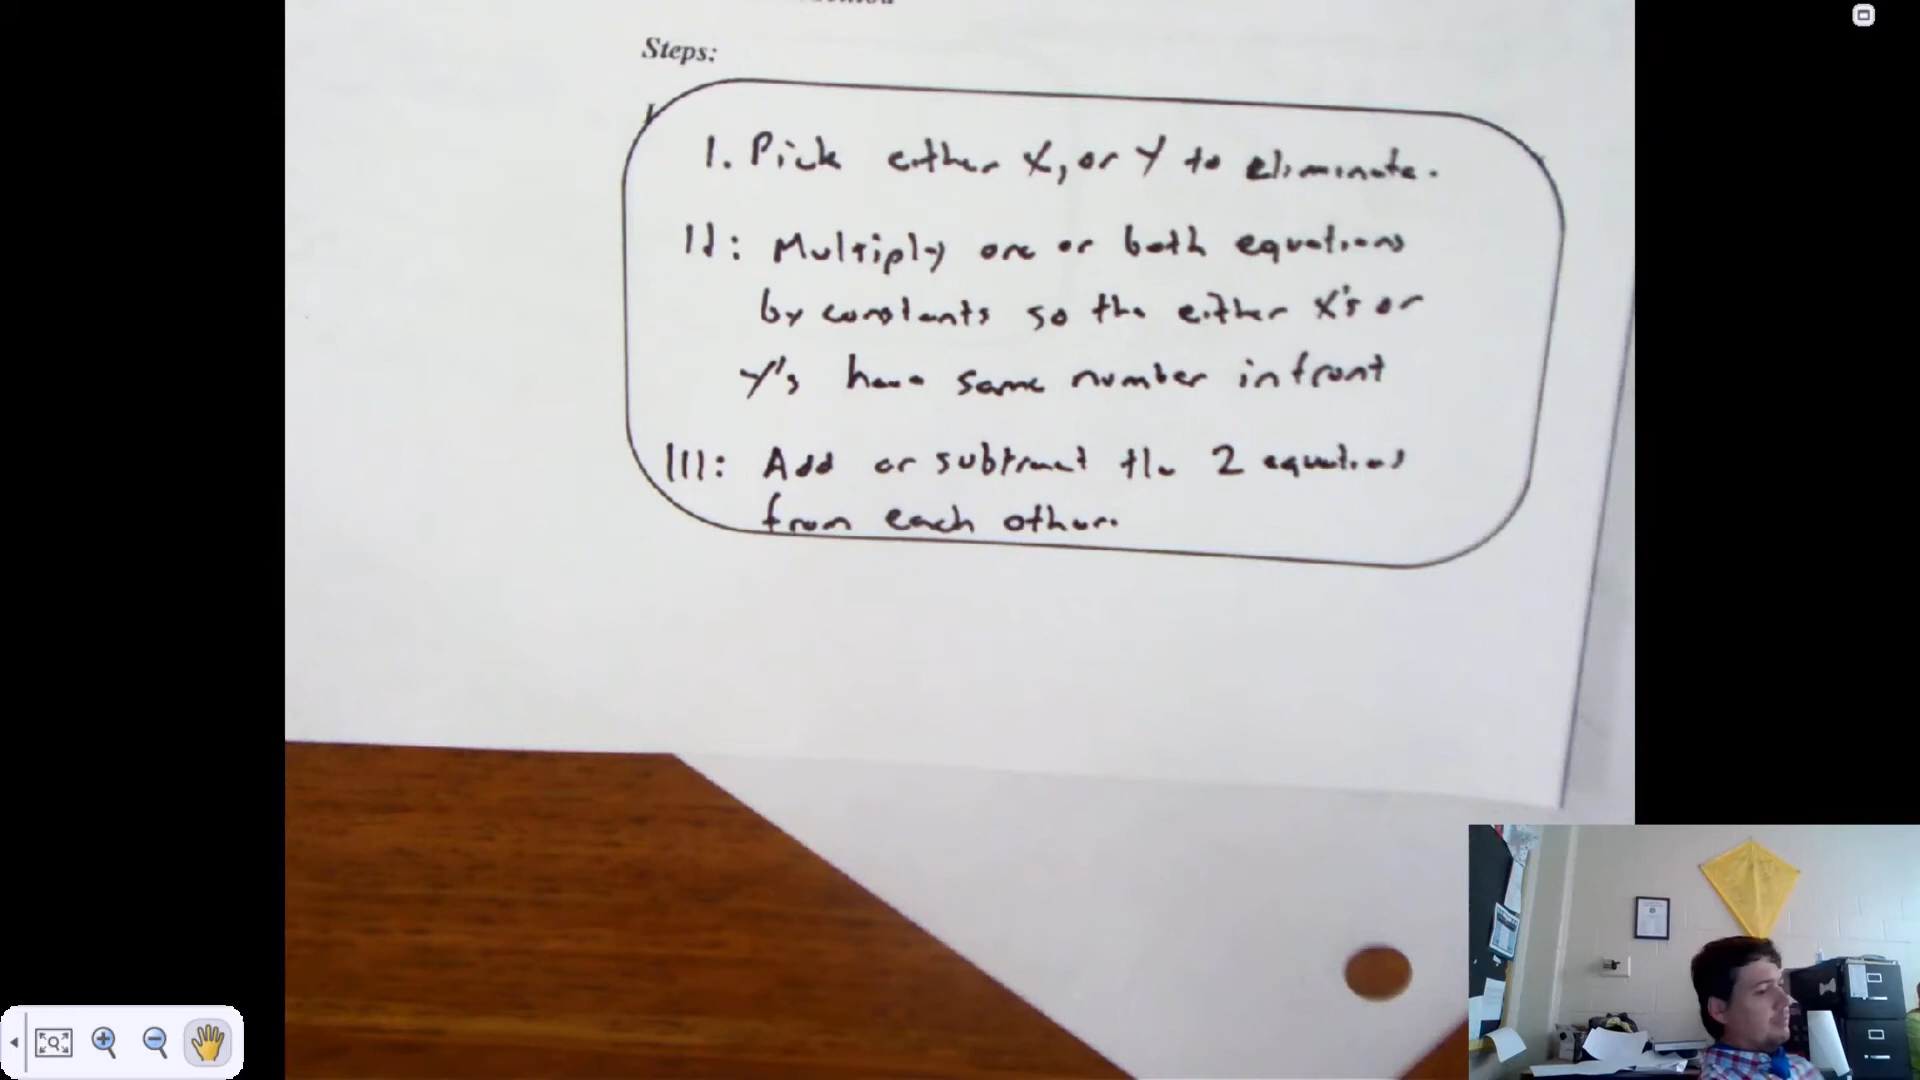 Steps:
1. Pick either X, or Y to eliminate.
II: Multiply one or both equations
by constants so the either X's or
Y's have same number infront
III: Add or subtract the 2 equations
from each other.